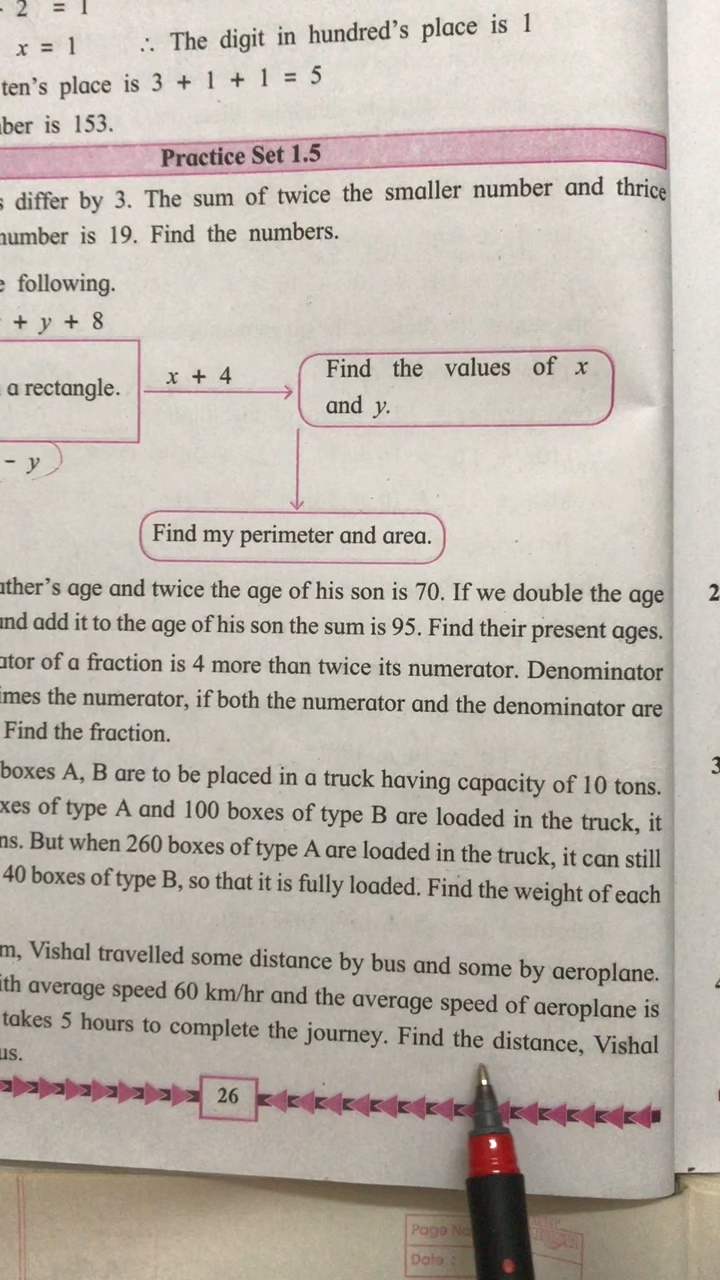 2 = 1
x = 1 ∴ The digit in hundred's place is 1
ten's place is 3 + 1 + 1 = 5
is 153.
Practice Set 1.5
differ by 3. The sum of twice the smaller number and thrice
number is 19. Find the numbers.
following.
+ y + 8
a rectangle.
x + 4
Find the values of x
and y.
- y
Find my perimeter and area.
age and twice the age of his son is 70. If we double the age
and add it to the age of his son the sum is 95. Find their present ages.
of a fraction is 4 more than twice its numerator. Denominator
the numerator, if both the numerator and the denominator are
Find the fraction.
boxes A, B are to be placed in a truck having capacity of 10 tons.
of type A and 100 boxes of type B are loaded in the truck, it
But when 260 boxes of type A are loaded in the truck, it can still
40 boxes of type B, so that it is fully loaded. Find the weight of each
Vishal travelled some distance by bus and some by aeroplane.
average speed 60 km/hr and the average speed of aeroplane is
takes 5 hours to complete the journey. Find the distance, Vishal
26
2
3
Page No
Date :